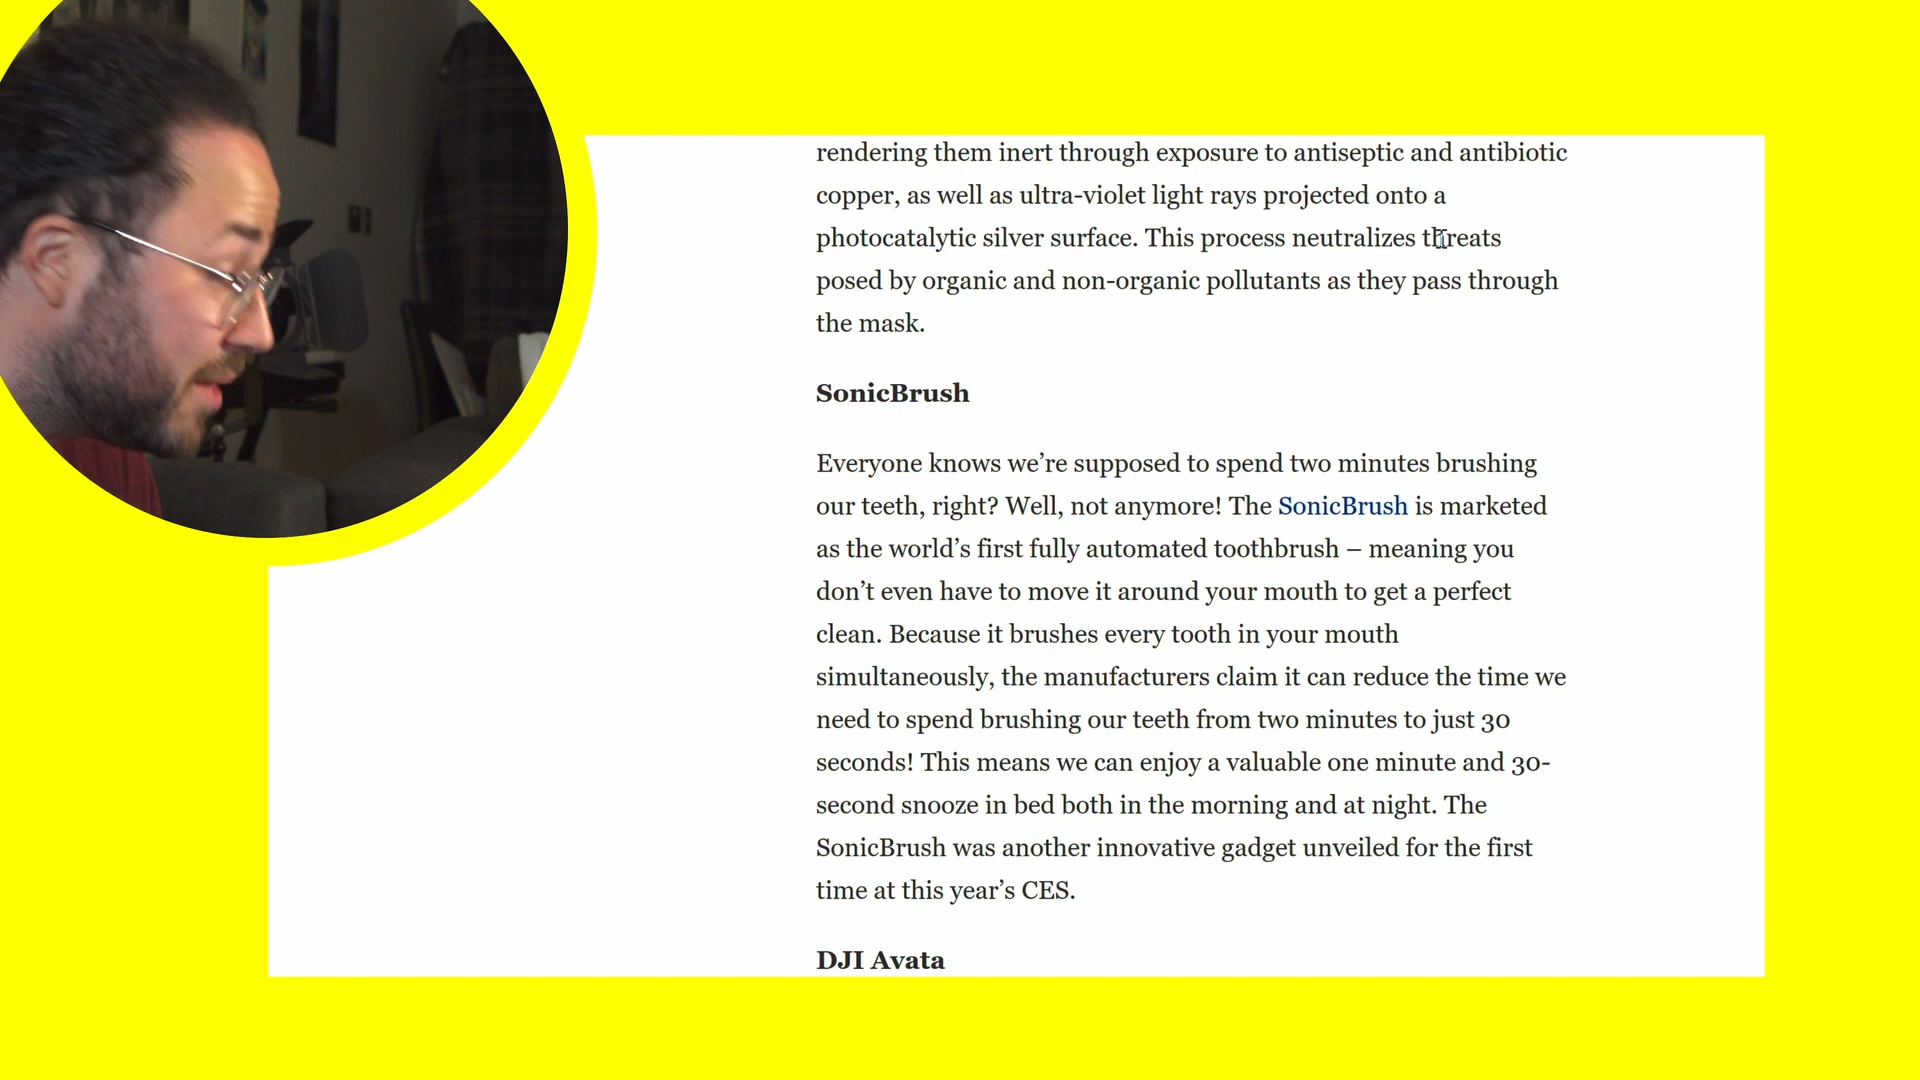 rendering them inert through exposure to antiseptic and antibiotic
copper, as well as ultra-violet light rays projected onto a
photocatalytic silver surface. This process neutralizes threats
posed by organic and non-organic pollutants as they pass through
the mask.
SonicBrush
Everyone knows we’re supposed to spend two minutes brushing
our teeth, right? Well, not anymore! The SonicBrush is marketed
as the world’s first fully automated toothbrush – meaning you
don’t even have to move it around your mouth to get a perfect
clean. Because it brushes every tooth in your mouth
simultaneously, the manufacturers claim it can reduce the time we
need to spend brushing our teeth from two minutes to just 30
seconds! This means we can enjoy a valuable one minute and 30-
second snooze in bed both in the morning and at night. The
SonicBrush was another innovative gadget unveiled for the first
time at this year’s CES.
DJI Avata